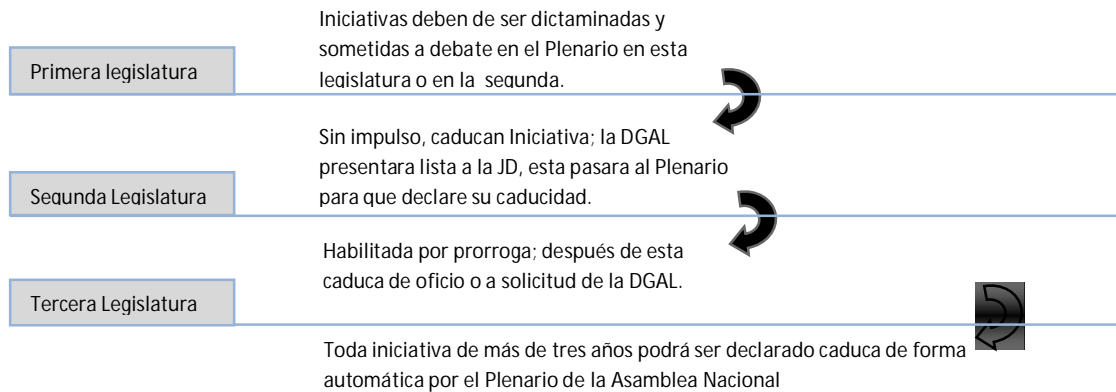 Iniciativas deben de ser dictaminadas y
sometidas a debate en el Plenario en esta
legislatura o en la segunda.
Primera legislatura
Sin impulso, caducan Iniciativa; la DGAL
presentara lista a la JD, esta pasara al Plenario
para que declare su caducidad.
Segunda Legislatura
Habilitada por prorroga; después de esta
caduca de oficio o a solicitud de la DGAL.
Tercera Legislatura
Toda iniciativa de más de tres años podrá ser declarado caduca de forma
automática por el Plenario de la Asamblea Nacional